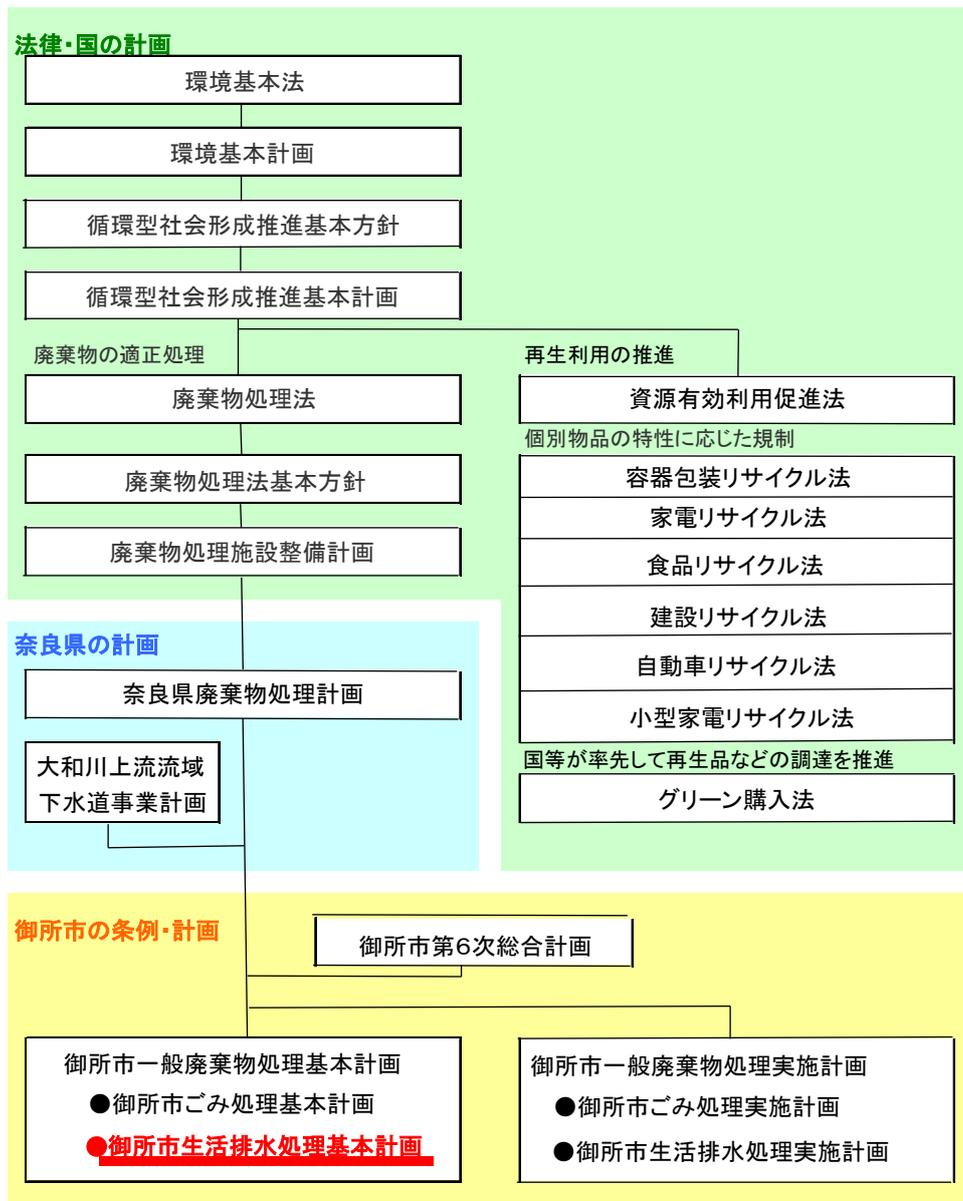 法律・国の計画
環境基本法
環境基本計画
循環型社会形成推進基本方針
循環型社会形成推進基本計画
廃棄物の適正処理
廃棄物処理法
廃棄物処理法基本方針
廃棄物処理施設整備計画
再生利用の推進
資源有効利用促進法
個別物品の特性に応じた規制
容器包装リサイクル法
家電リサイクル法
食品リサイクル法
建設リサイクル法
自動車リサイクル法
小型家電リサイクル法
国等が率先して再生品などの調達を推進
グリーン購入法
奈良県の計画
奈良県廃棄物処理計画
大和川上流流域
下水道事業計画
御所市の条例・計画
御所市第6次総合計画
御所市一般廃棄物処理基本計画
●御所市ごみ処理基本計画
●御所市生活排水処理基本計画
御所市一般廃棄物処理実施計画
●御所市ごみ処理実施計画
●御所市生活排水処理実施計画